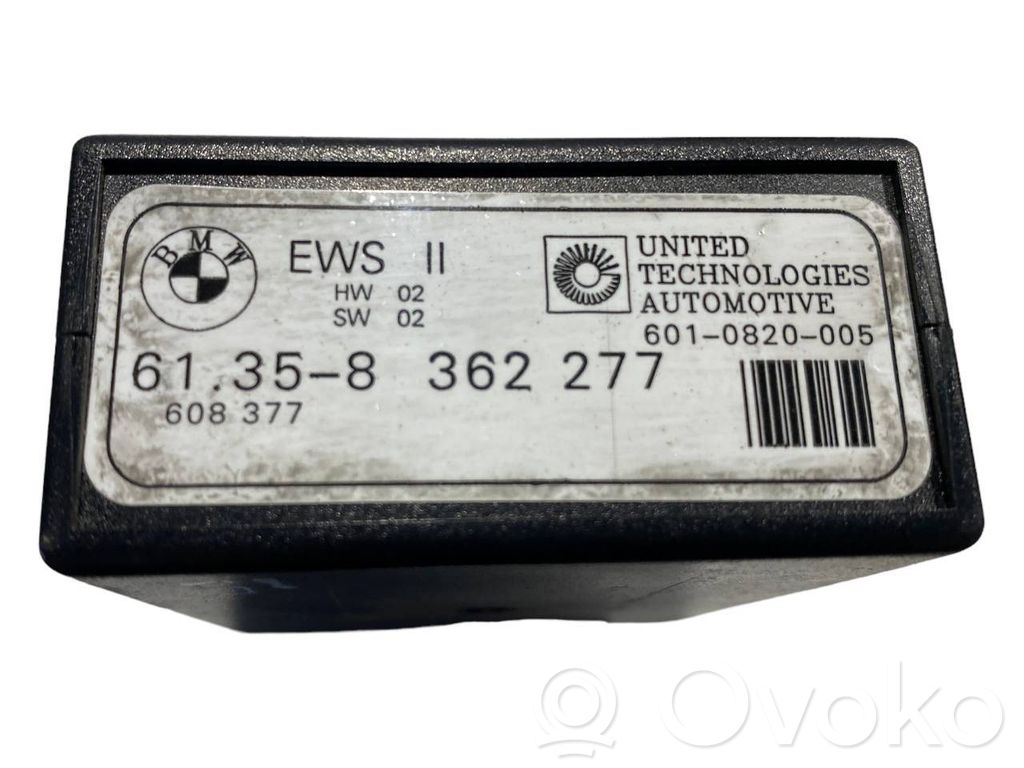 BMW
EWS II
HW 02
SW 02
UNITED
TECHNOLOGIES
AUTOMOTIVE
601-0820-005
61.35-8 362 277
608 377
Ovoko